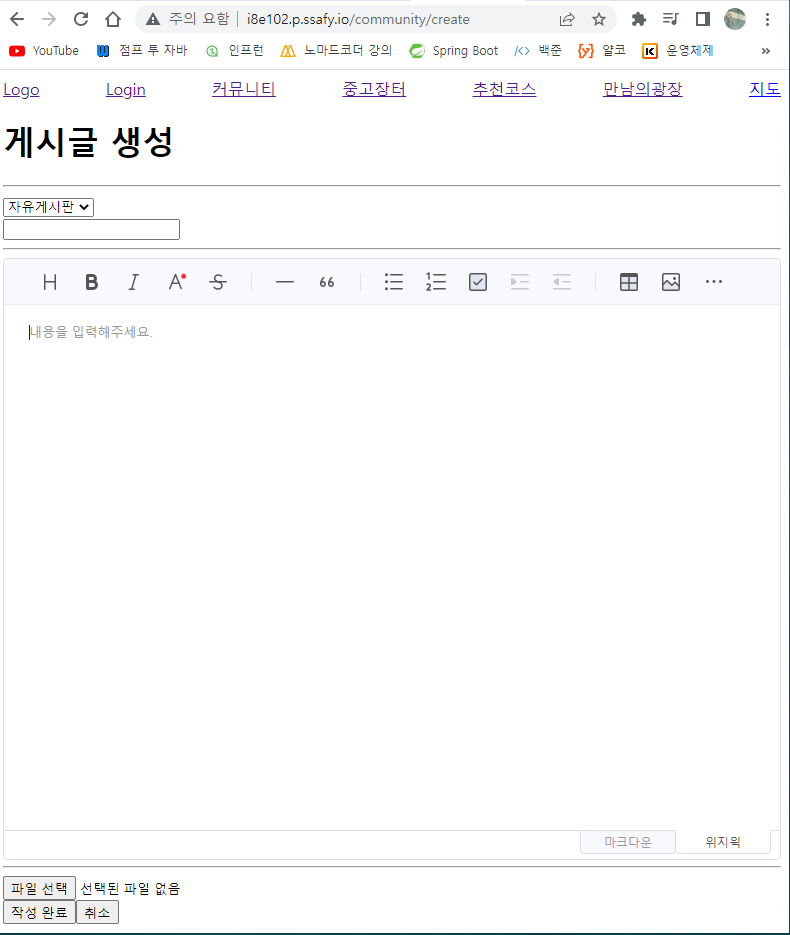 주의 요함 i8e102.p.ssafy.io/community/create
YouTube 점프 투 자바 인프런 노마드코더 강의 Spring Boot 백준 얄코 운영체제 »
Logo Login 커뮤니티 중고장터 추천코스 만남의광장 지도
게시글 생성
자유게시판
H B I A S 66
내용을 입력해주세요.
마크다운 위지윅
파일 선택 선택된 파일 없음
작성 완료 취소